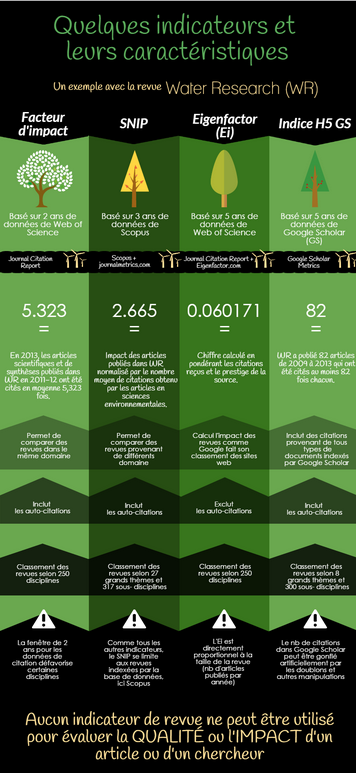 Quelques indicateurs et
leurs caractéristiques
Un exemple avec la revue Water Research (WR)
Facteur
d'impact
Basé sur 2 ans de
données de Web of
Science
Journal Citation
Report
5.323
=
En 2013, les articles
scientifiques et de
synthèses publiés dans
WR en 2011-12 ont été
cités en moyenne 5,323
fois.
Permet de
comparer des
revues dans le
même domaine
Inclut
les auto-citations
Classement des
revues selon 250
disciplines
La fenêtre de 2
ans pour les
données de
citation défavorise
certaines
disciplines
SNIP
Basé sur 3 ans de
données de
Scopus
Scopus +
journalmetrics.com
2.665
=
Impact des articles
publiés dans WR
normalisé par le nombre
moyen de citations obtenu
par les articles en
sciences
environnementales.
Permet de
comparer des
revues provenant
de différents
domaine
Inclut
les auto-citations
Classement des
revues selon 27
grands thèmes et
317 sous- disciplines
Comme tous les
autres indicateurs,
le SNIP se limite
aux revues
indexées par la
base de données,
ici Scopus
Eigenfactor
(Ei)
Basé sur 5 ans de
données de
Web of Science
Journal Citation Report +
Eigenfactor.com
0.060171
=
Chiffre calculé en
pondérant les citations
reçus et le prestige de la
source.
Calcul l'impact des
revues comme
Google fait son
classement des sites
web
Exclut
les auto-citations
Classement des
revues selon 250
disciplines
L'Ei est
directement
proportionnel à la
taille de la revue
(nb d'articles
publiés par
année)
Indice H5 GS
Basé sur 5 ans de
données de
Google Scholar
(GS)
Google Scholar
Metrics
82
=
WR a publié 82 articles
de 2009 à 2013 qui ont
été cités au moins 82
fois chacun.
Inclut des citations
provenant de tous
types de
documents indexés
par Google Scholar
Inclut
les auto-citations
Classement des
revues selon 8
grands thèmes et
300 sous- disciplines
Le nb de citations
dans Google Scholar
peut être gonflé
artificiellement par
les doublons et
autres manipulations
Aucun indicateur de revue ne peut être utilisé
pour évaluer la QUALITÉ ou l'IMPACT d'un
article ou d'un chercheur